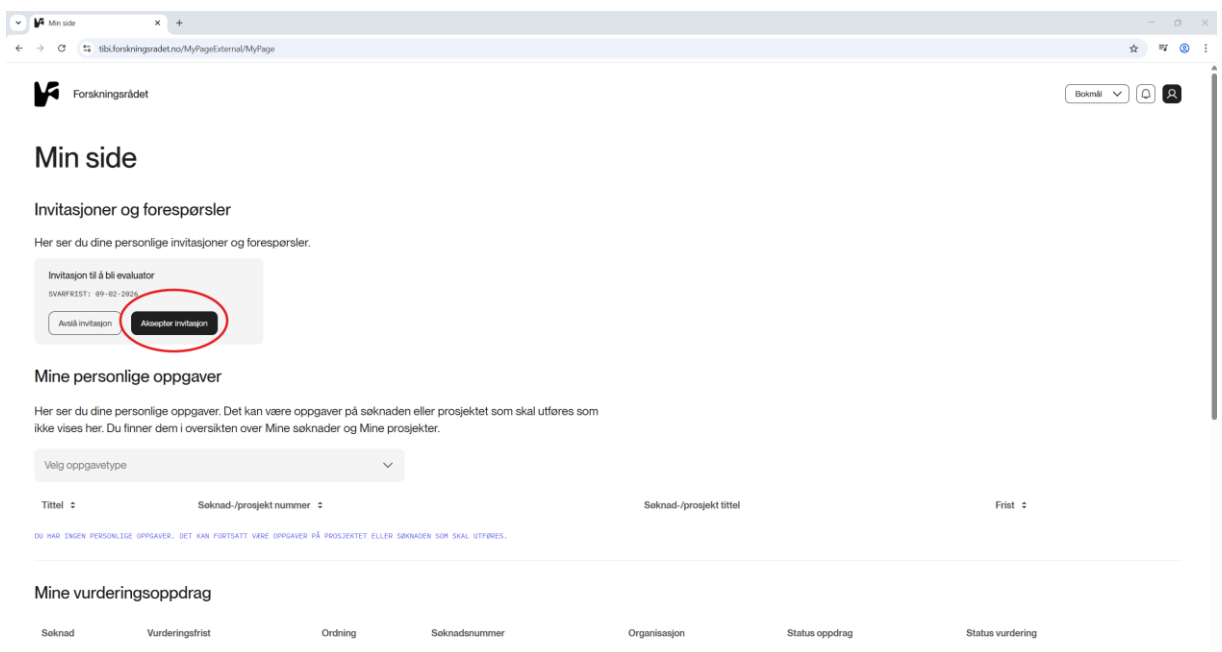 Min side
tibi.forskningsradet.no/MyPageExternal/MyPage
Forskningsrådet
Bokmål
Min side
Invitasjoner og forespørsler
Her ser du dine personlige invitasjoner og forespørsler.
Invitasjon til å bli evaluator
SVARFRIST: 09-02-2026
Avslå invitasjon Aksepter invitasjon
Mine personlige oppgaver
Her ser du dine personlige oppgaver. Det kan være oppgaver på søknaden eller prosjektet som skal utføres som
ikke vises her. Du finner dem i oversikten over Mine søknader og Mine prosjekter.
Velg oppgavetype
Tittel Søknad-/prosjekt nummer Søknad-/prosjekt tittel Frist
DU HAR INGEN PERSONLIGE OPPGAVER. DET KAN FORTSATT VÆRE OPPGAVER PÅ PROSJEKTET ELLER SØKNADEN SOM SKAL UTFØRES.
Mine vurderingsoppdrag
Søknad Vurderingsfrist Ordning Søknadsnummer Organisasjon Status oppdrag Status vurdering